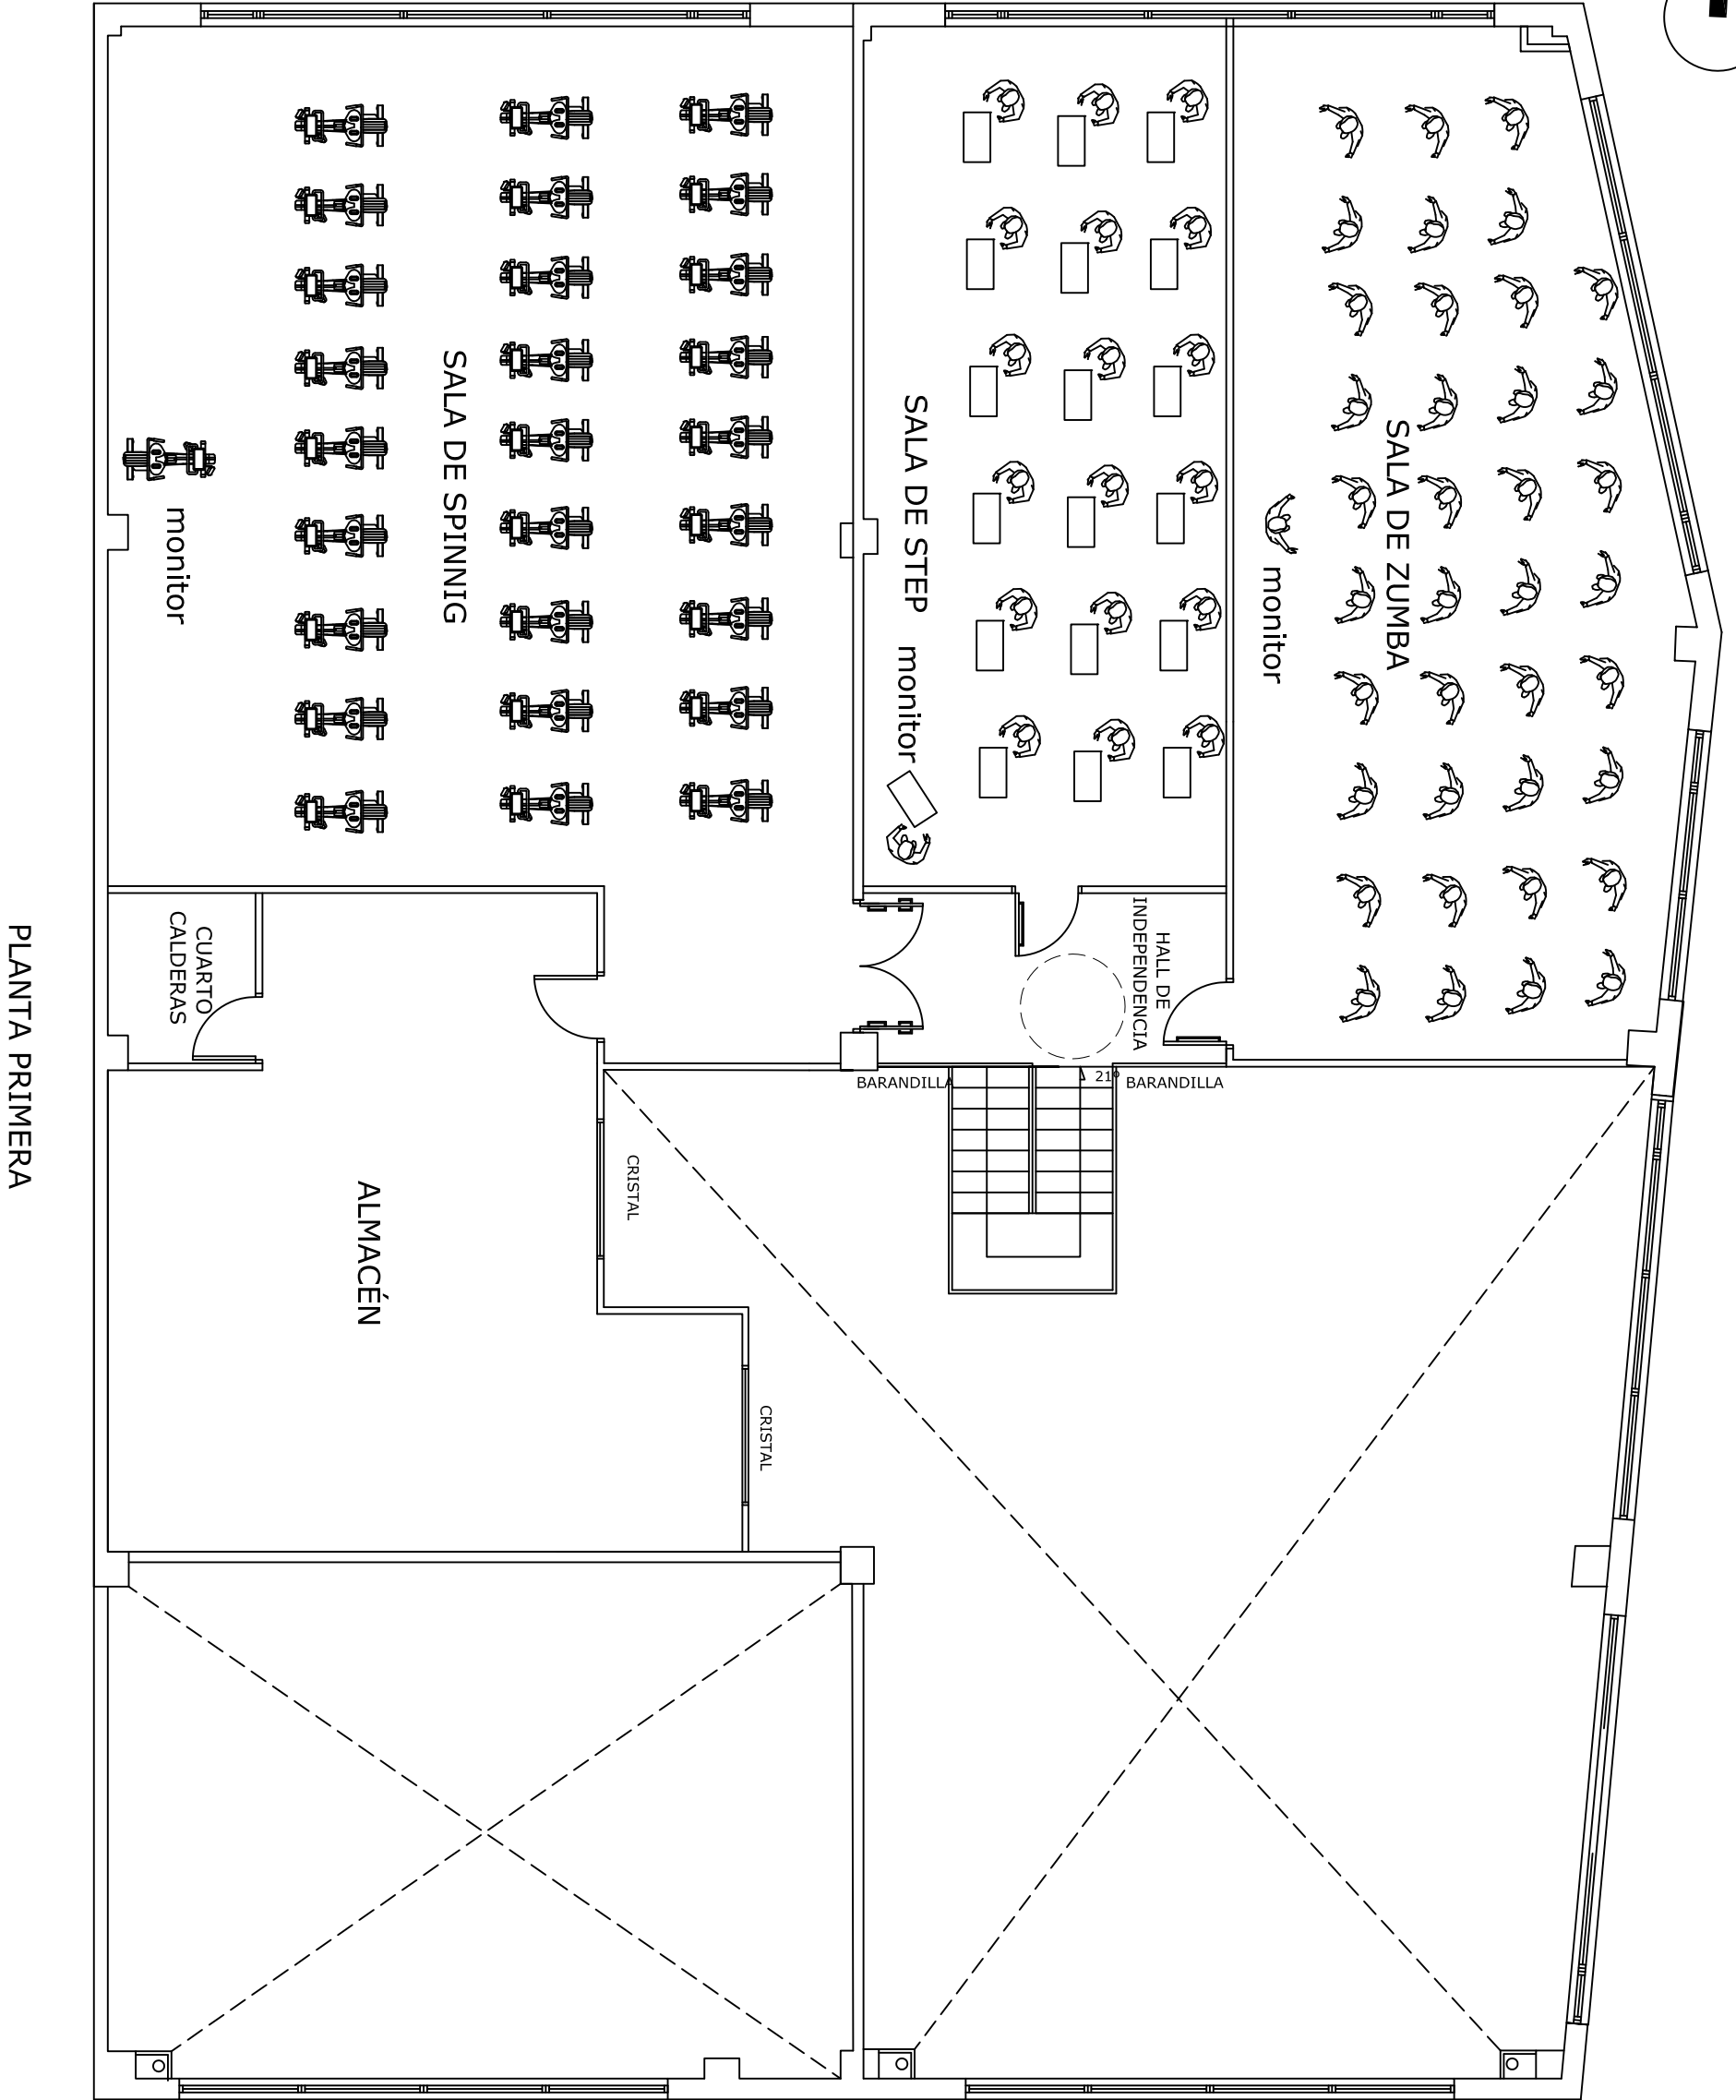 SALA DE SPINNIG
monitor
SALA DE STEP
monitor
SALA DE ZUMBA
monitor
CUARTO
CALDERAS
HALL DE
INDEPENDENCIA
BARANDILLA
21º
BARANDILLA
CRISTAL
CRISTAL
ALMACÉN
PLANTA PRIMERA